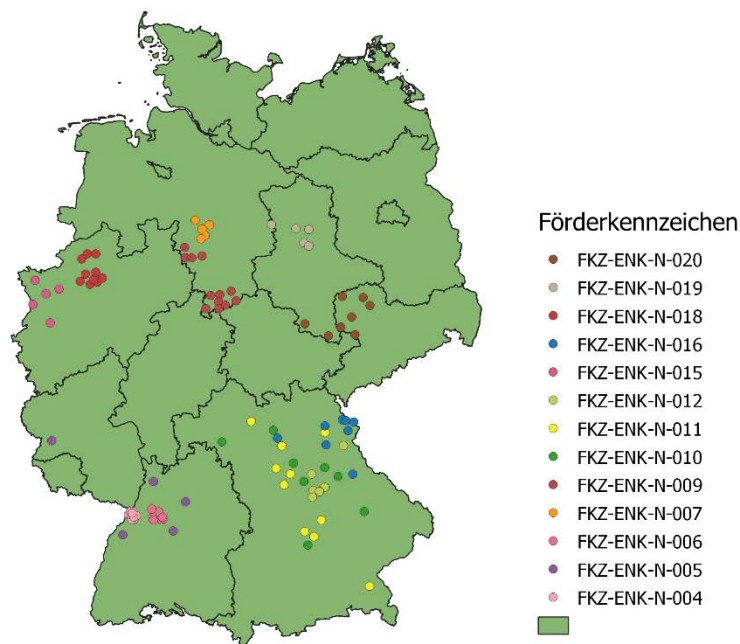 Förderkennzeichen
FKZ-ENK-N-020
FKZ-ENK-N-019
FKZ-ENK-N-018
FKZ-ENK-N-016
FKZ-ENK-N-015
FKZ-ENK-N-012
FKZ-ENK-N-011
FKZ-ENK-N-010
FKZ-ENK-N-009
FKZ-ENK-N-007
FKZ-ENK-N-006
FKZ-ENK-N-005
FKZ-ENK-N-004